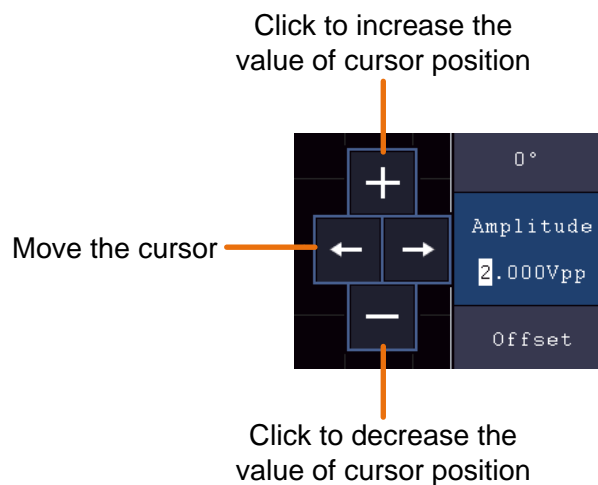 Click to increase the
value of cursor position
0°
Move the cursor
Amplitude
2.000Vpp
Offset
Click to decrease the
value of cursor position